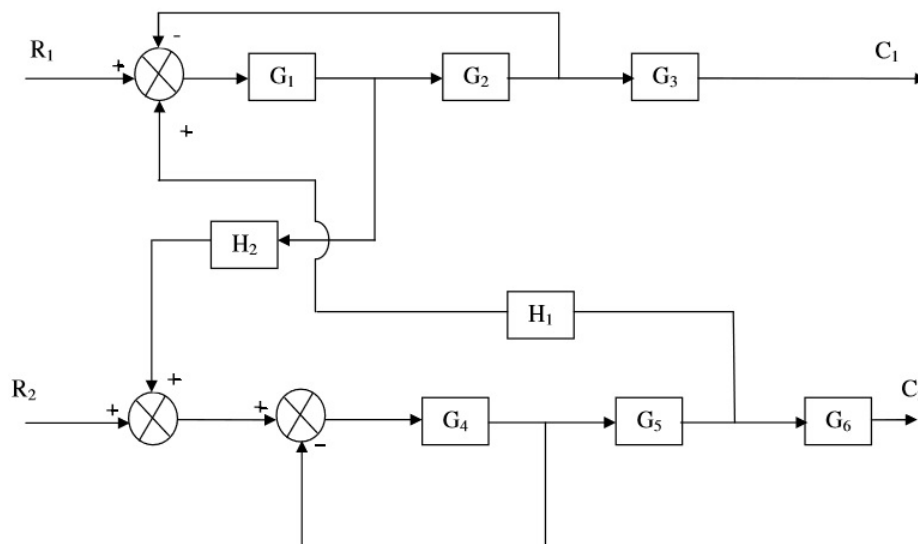 -
R₁
+
G₁
G₂
G₃
C₁
+
H₂
H₁
R₂
+
+
+
-
G₄
G₅
G₆
C